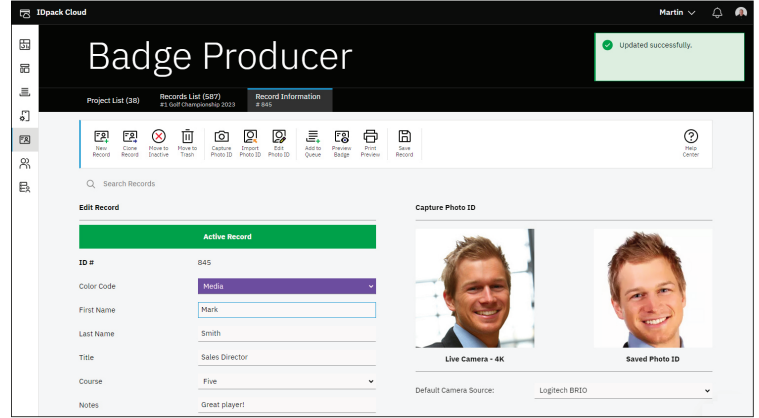 IDpack Cloud
Martin
Badge Producer
Updated successfully.
Project List (38)
Records List (587)
#1 Golf Championship 2023
Record Information
# 845
New Record
Clone Record
Move to Inactive
Move to Trash
Capture Photo ID
Import Photo ID
Edit Photo ID
Add to Queue
Preview Badge
Print Preview
Save Record
Help Center
Search Records
Edit Record
Capture Photo ID
Active Record
ID # 845
Color Code Media
First Name Mark
Last Name Smith
Title Sales Director
Course Five
Notes Great player!
Live Camera - 4K
Saved Photo ID
Default Camera Source: Logitech BRIO